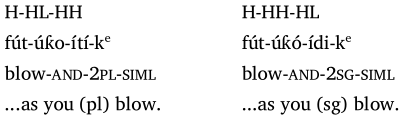 H-HL-HH H-HH-HL
fút-úƙo-ítí-kᵉ fút-úƙó-ídi-kᵉ
blow-AND-2PL-SIML blow-AND-2SG-SIML
...as you (pl) blow. ...as you (sg) blow.